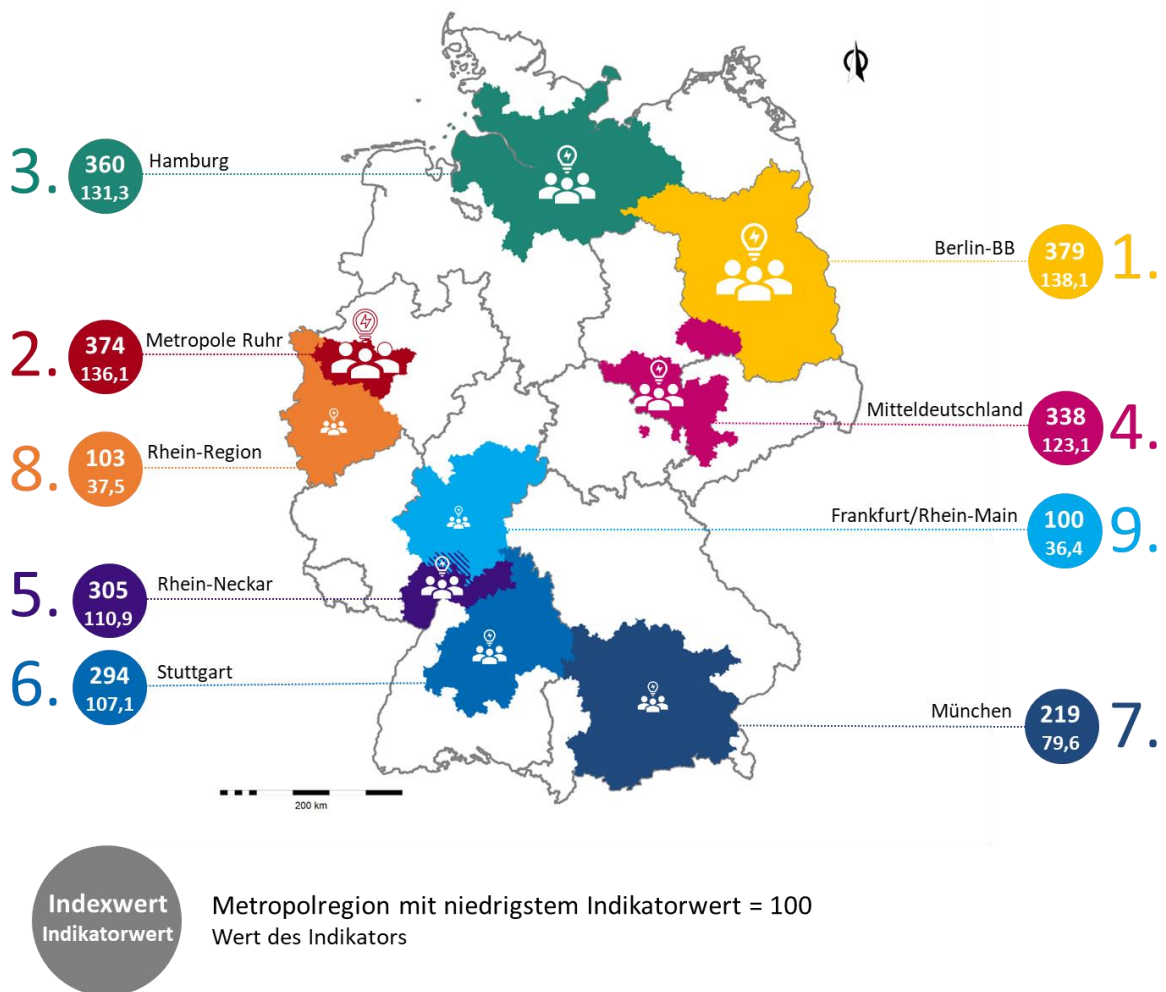 3.
360
131,3
Hamburg
Berlin-BB
379
138,1
1.
2.
374
136,1
Metropole Ruhr
Mitteldeutschland
338
123,1
4.
8.
103
37,5
Rhein-Region
Frankfurt/Rhein-Main
100
36,4
9.
5.
305
110,9
Rhein-Neckar
6.
294
107,1
Stuttgart
München
219
79,6
7.
200 km
Indexwert
Indikatorwert
Metropolregion mit niedrigstem Indikatorwert = 100
Wert des Indikators